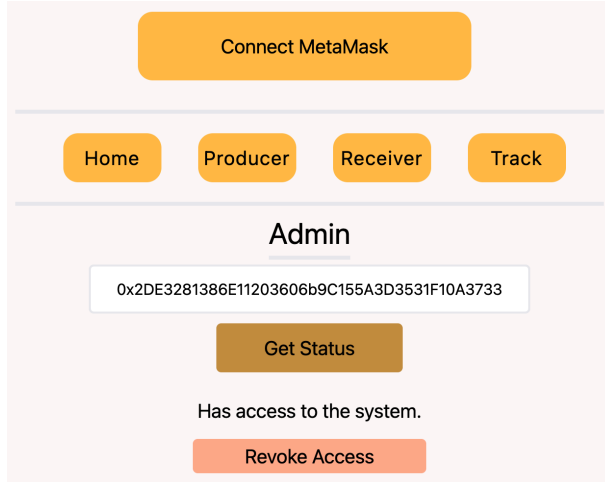 Connect MetaMask
Home Producer Receiver Track
Admin
0x2DE3281386E11203606b9C155A3D3531F10A3733
Get Status
Has access to the system.
Revoke Access